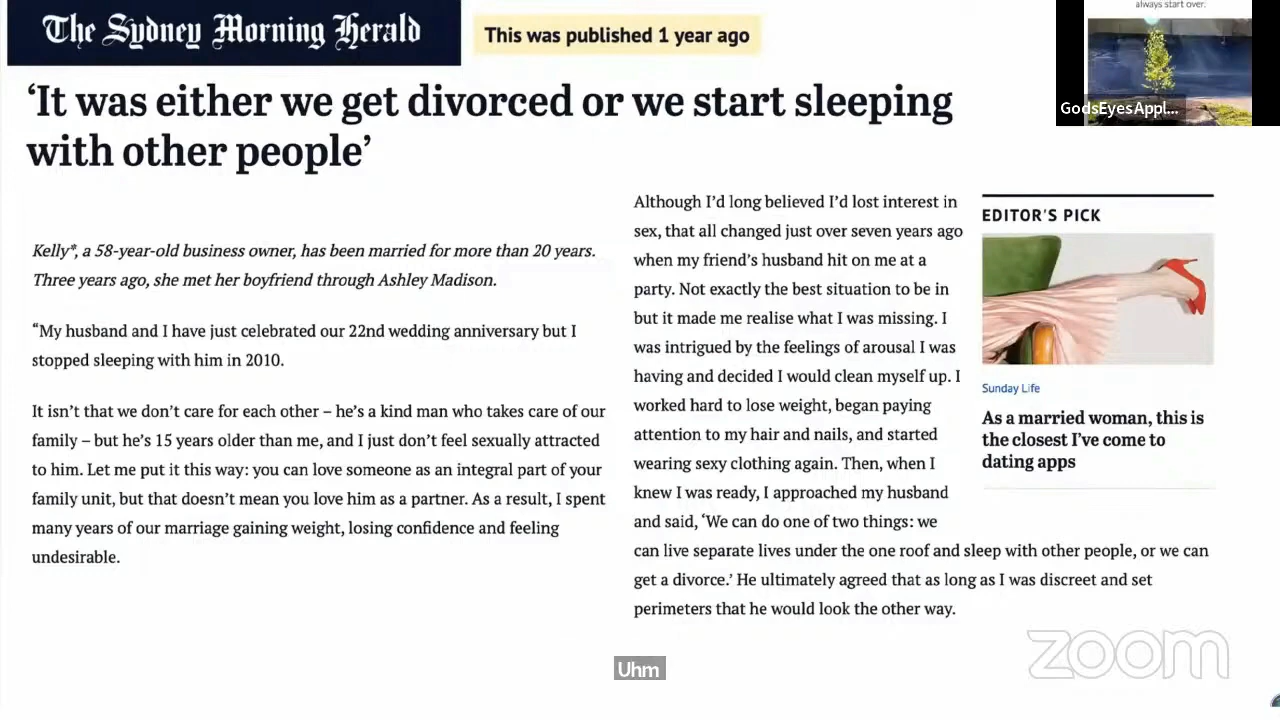 The Sydney Morning Herald
This was published 1 year ago
always start over.
GodsEyesAppl...
‘It was either we get divorced or we start sleeping
with other people’
Kelly*, a 58-year-old business owner, has been married for more than 20 years.
Three years ago, she met her boyfriend through Ashley Madison.
“My husband and I have just celebrated our 22nd wedding anniversary but I
stopped sleeping with him in 2010.
It isn’t that we don’t care for each other – he’s a kind man who takes care of our
family – but he’s 15 years older than me, and I just don’t feel sexually attracted
to him. Let me put it this way: you can love someone as an integral part of your
family unit, but that doesn’t mean you love him as a partner. As a result, I spent
many years of our marriage gaining weight, losing confidence and feeling
undesirable.
Although I’d long believed I’d lost interest in
sex, that all changed just over seven years ago
when my friend’s husband hit on me at a
party. Not exactly the best situation to be in
but it made me realise what I was missing. I
was intrigued by the feelings of arousal I was
having and decided I would clean myself up. I
worked hard to lose weight, began paying
attention to my hair and nails, and started
wearing sexy clothing again. Then, when I
knew I was ready, I approached my husband
and said, ‘We can do one of two things: we
can live separate lives under the one roof and sleep with other people, or we can
get a divorce.’ He ultimately agreed that as long as I was discreet and set
perimeters that he would look the other way.
EDITOR’S PICK
Sunday Life
As a married woman, this is
the closest I’ve come to
dating apps
Uhm
zoom